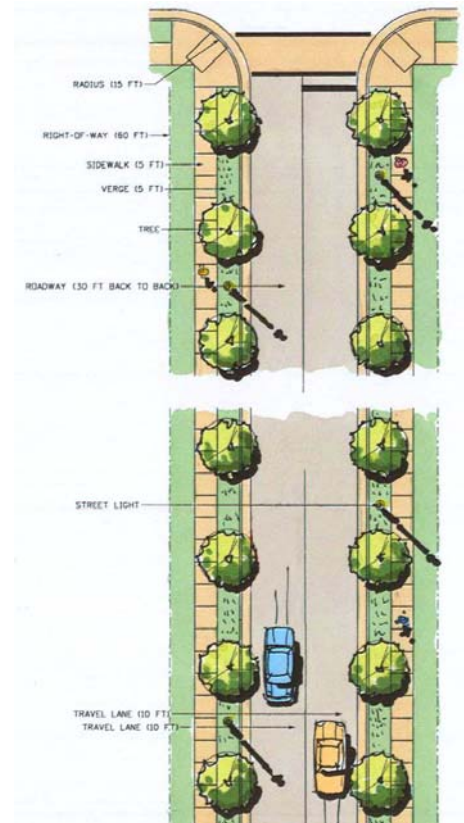 RADIUS (15 FT)
RIGHT-OF-WAY (60 FT)
SIDEWALK (5 FT)
VERGE (5 FT)
TREE
ROADWAY (30 FT BACK TO BACK)
STREET LIGHT
TRAVEL LANE (10 FT)
TRAVEL LANE (10 FT)